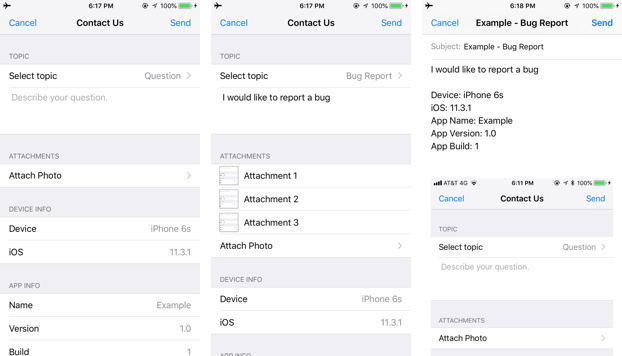 6:17 PM
100%
Cancel
Contact Us
Send
TOPIC
Select topic
Question
Describe your question.
ATTACHMENTS
Attach Photo
DEVICE INFO
Device
iPhone 6s
iOS
11.3.1
APP INFO
Name
Example
Version
1.0
Build
1
6:17 PM
100%
Cancel
Contact Us
Send
TOPIC
Select topic
Bug Report
I would like to report a bug
ATTACHMENTS
Attachment 1
Attachment 2
Attachment 3
Attach Photo
DEVICE INFO
Device
iPhone 6s
iOS
11.3.1
APP INFO
6:18 PM
100%
Cancel
Example - Bug Report
Send
Subject: Example - Bug Report
I would like to report a bug
Device: iPhone 6s
iOS: 11.3.1
App Name: Example
App Version: 1.0
App Build: 1
AT&T 4G
6:11 PM
100%
Cancel
Contact Us
Send
TOPIC
Select topic
Question
Describe your question.
ATTACHMENTS
Attach Photo